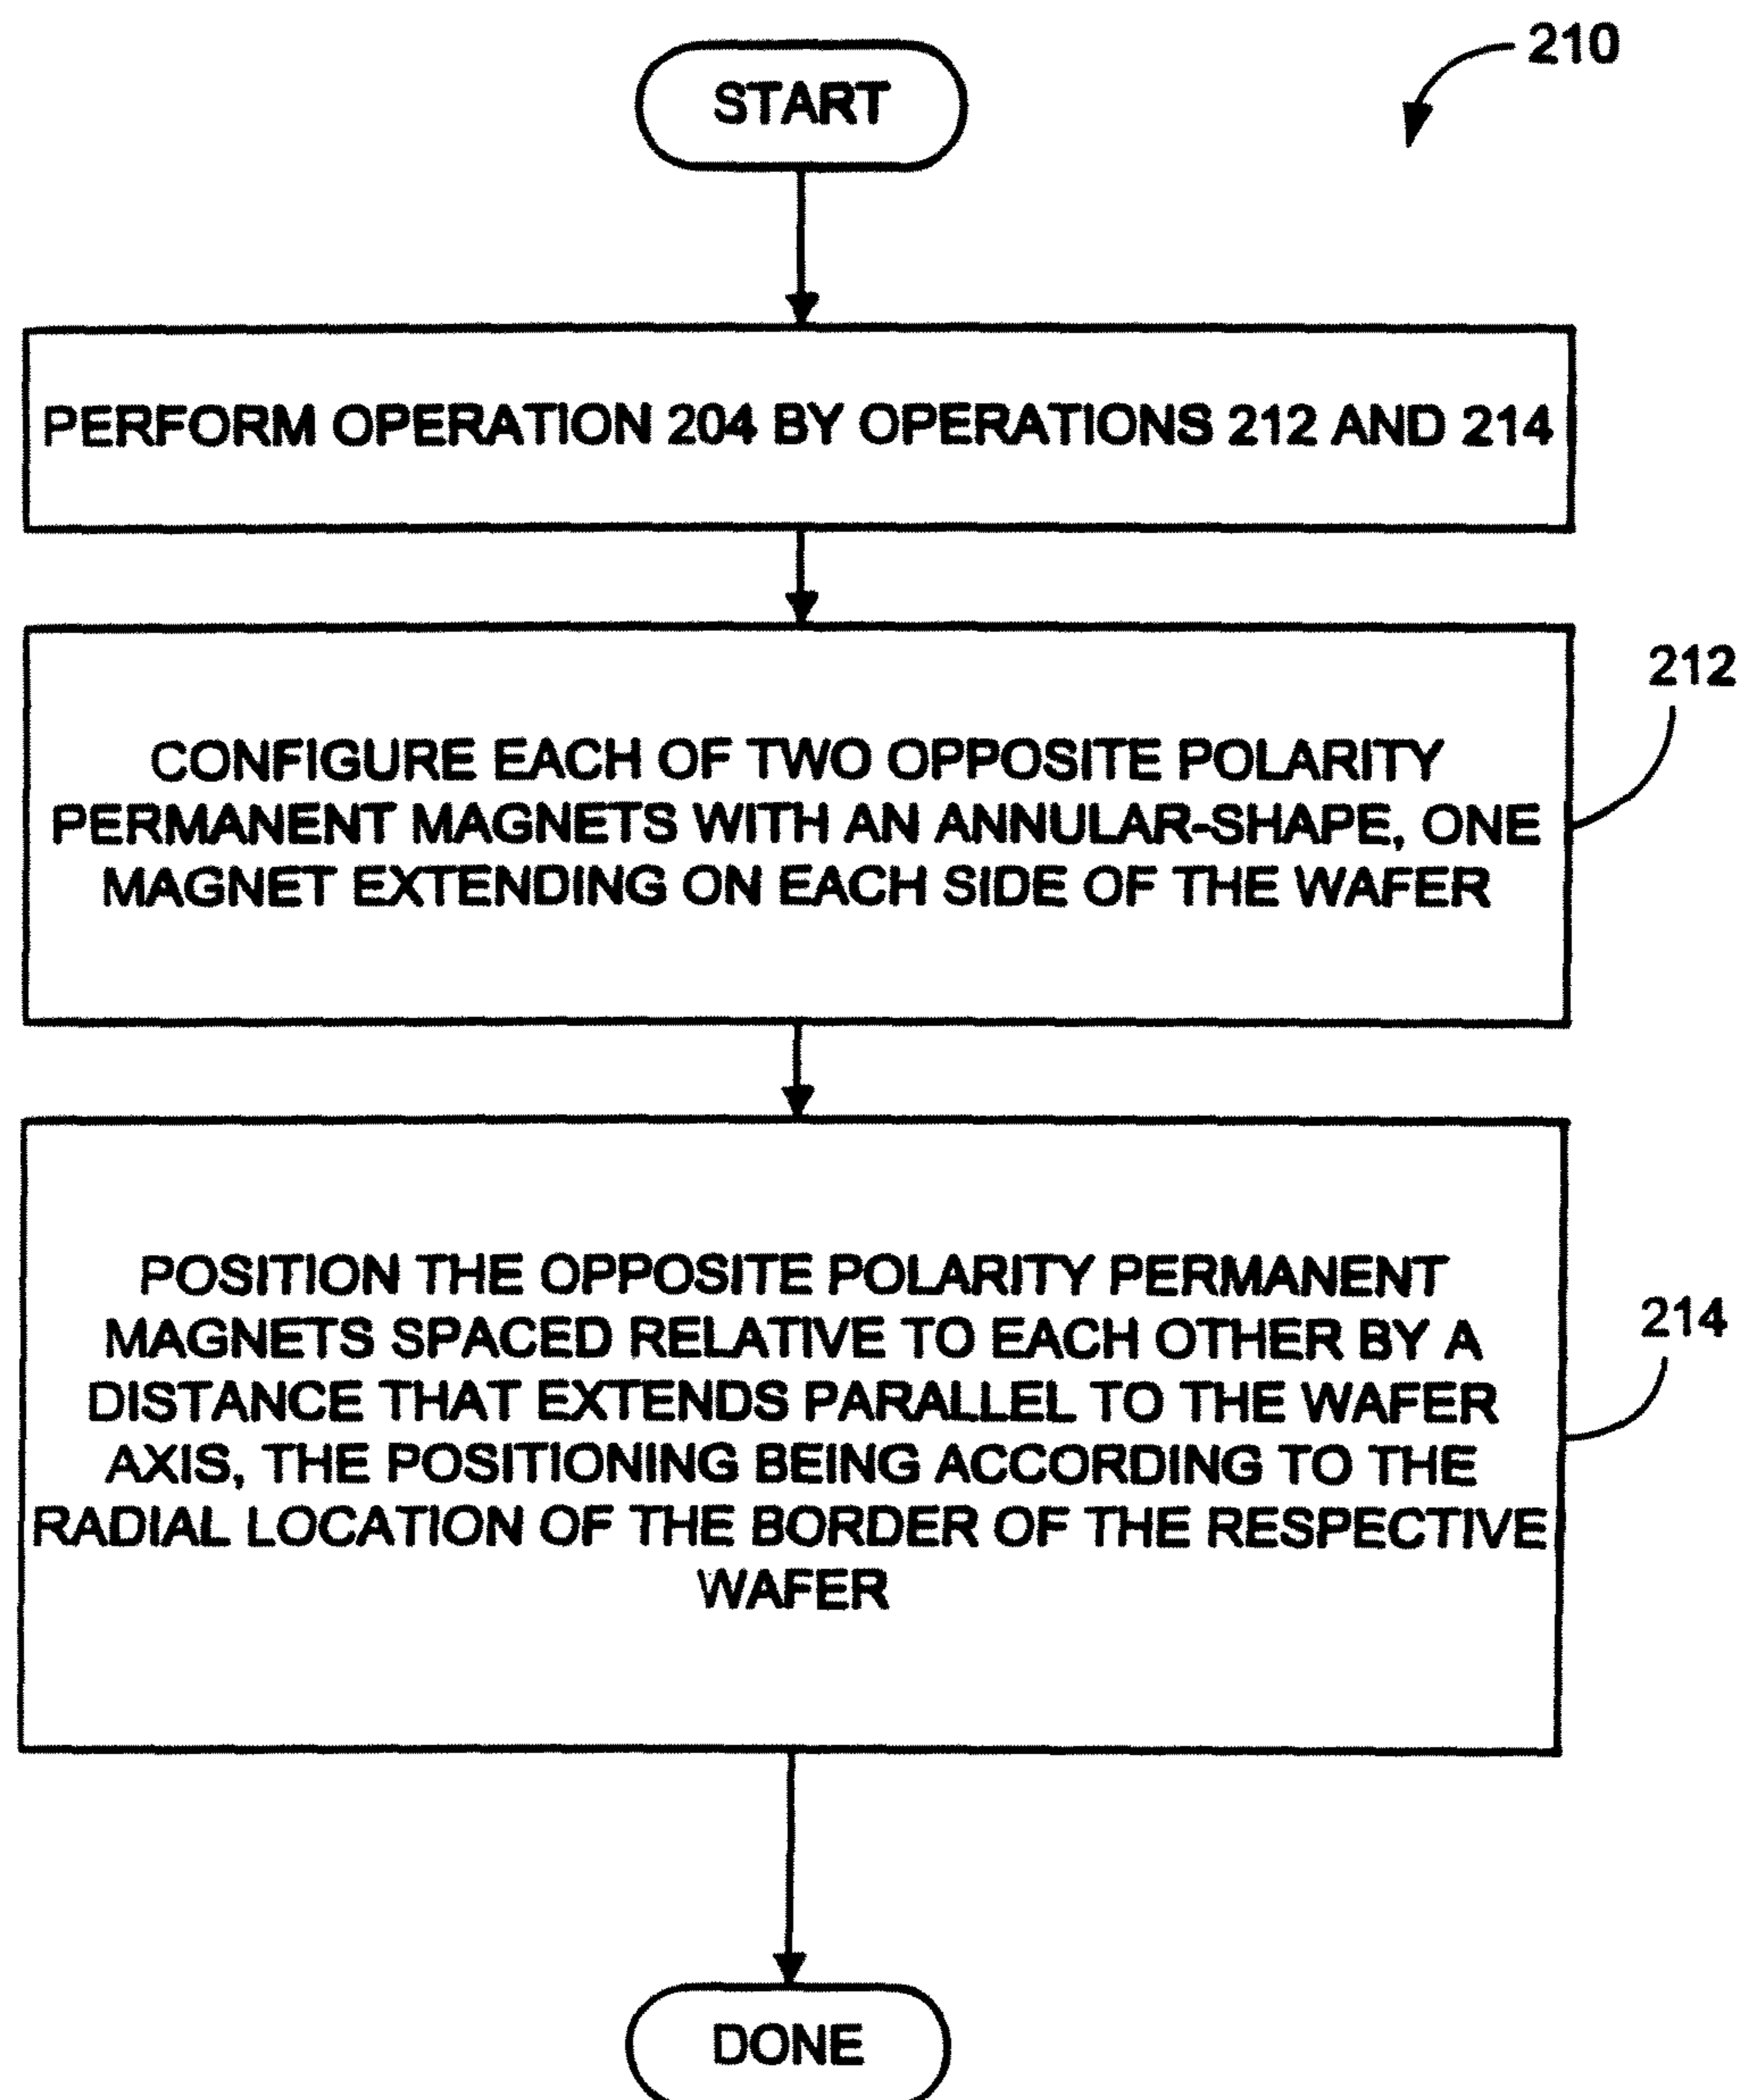 210
START
PERFORM OPERATION 204 BY OPERATIONS 212 AND 214
212
CONFIGURE EACH OF TWO OPPOSITE POLARITY
PERMANENT MAGNETS WITH AN ANNULAR-SHAPE, ONE
MAGNET EXTENDING ON EACH SIDE OF THE WAFER
214
POSITION THE OPPOSITE POLARITY PERMANENT
MAGNETS SPACED RELATIVE TO EACH OTHER BY A
DISTANCE THAT EXTENDS PARALLEL TO THE WAFER
AXIS, THE POSITIONING BEING ACCORDING TO THE
RADIAL LOCATION OF THE BORDER OF THE RESPECTIVE
WAFER
DONE